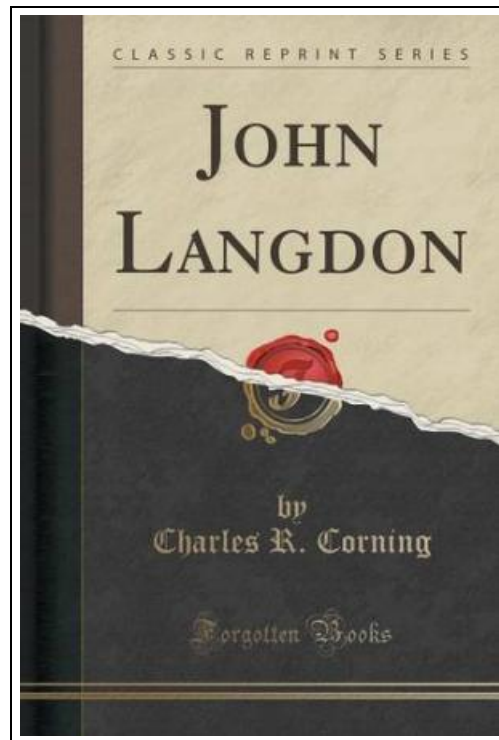 CLASSIC REPRINT SERIES
JOHN
LANGDON
by
Charles R. Corning
Forgotten Books